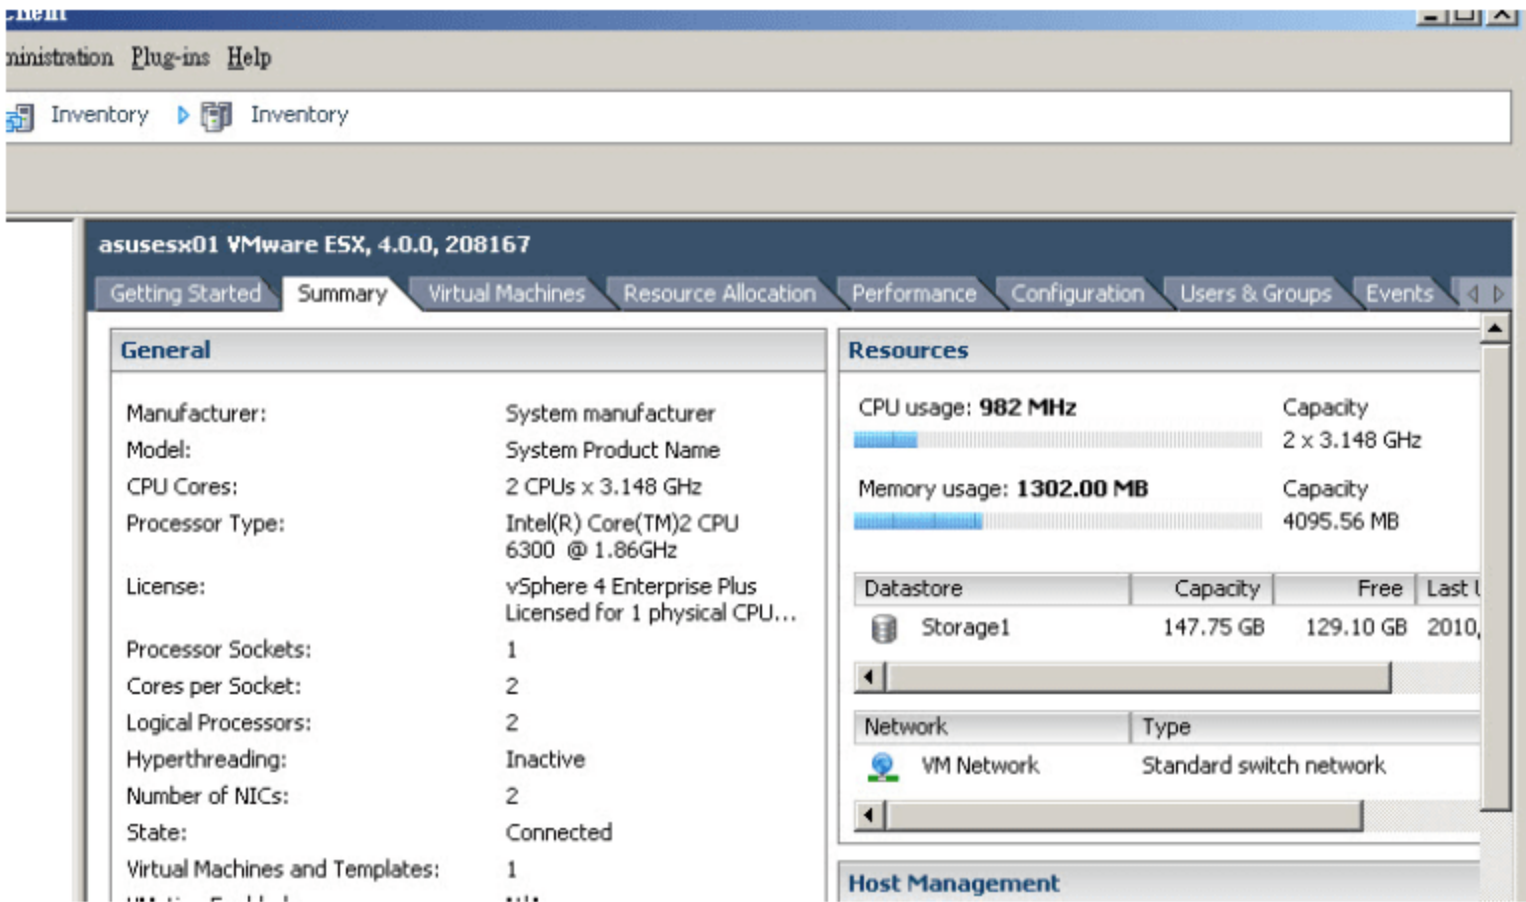 Client
ministration Plug-ins Help
Inventory Inventory
asusesx01 VMware ESX, 4.0.0, 208167
Getting Started Summary Virtual Machines Resource Allocation Performance Configuration Users & Groups Events
General
Manufacturer: System manufacturer
Model: System Product Name
CPU Cores: 2 CPUs x 3.148 GHz
Processor Type: Intel(R) Core(TM)2 CPU
6300 @ 1.86GHz
License: vSphere 4 Enterprise Plus
Licensed for 1 physical CPU...
Processor Sockets: 1
Cores per Socket: 2
Logical Processors: 2
Hyperthreading: Inactive
Number of NICs: 2
State: Connected
Virtual Machines and Templates: 1
Resources
CPU usage: 982 MHz Capacity
2 x 3.148 GHz
Memory usage: 1302.00 MB Capacity
4095.56 MB
Datastore Capacity Free Last U
Storage1 147.75 GB 129.10 GB 2010,
Network Type
VM Network Standard switch network
Host Management